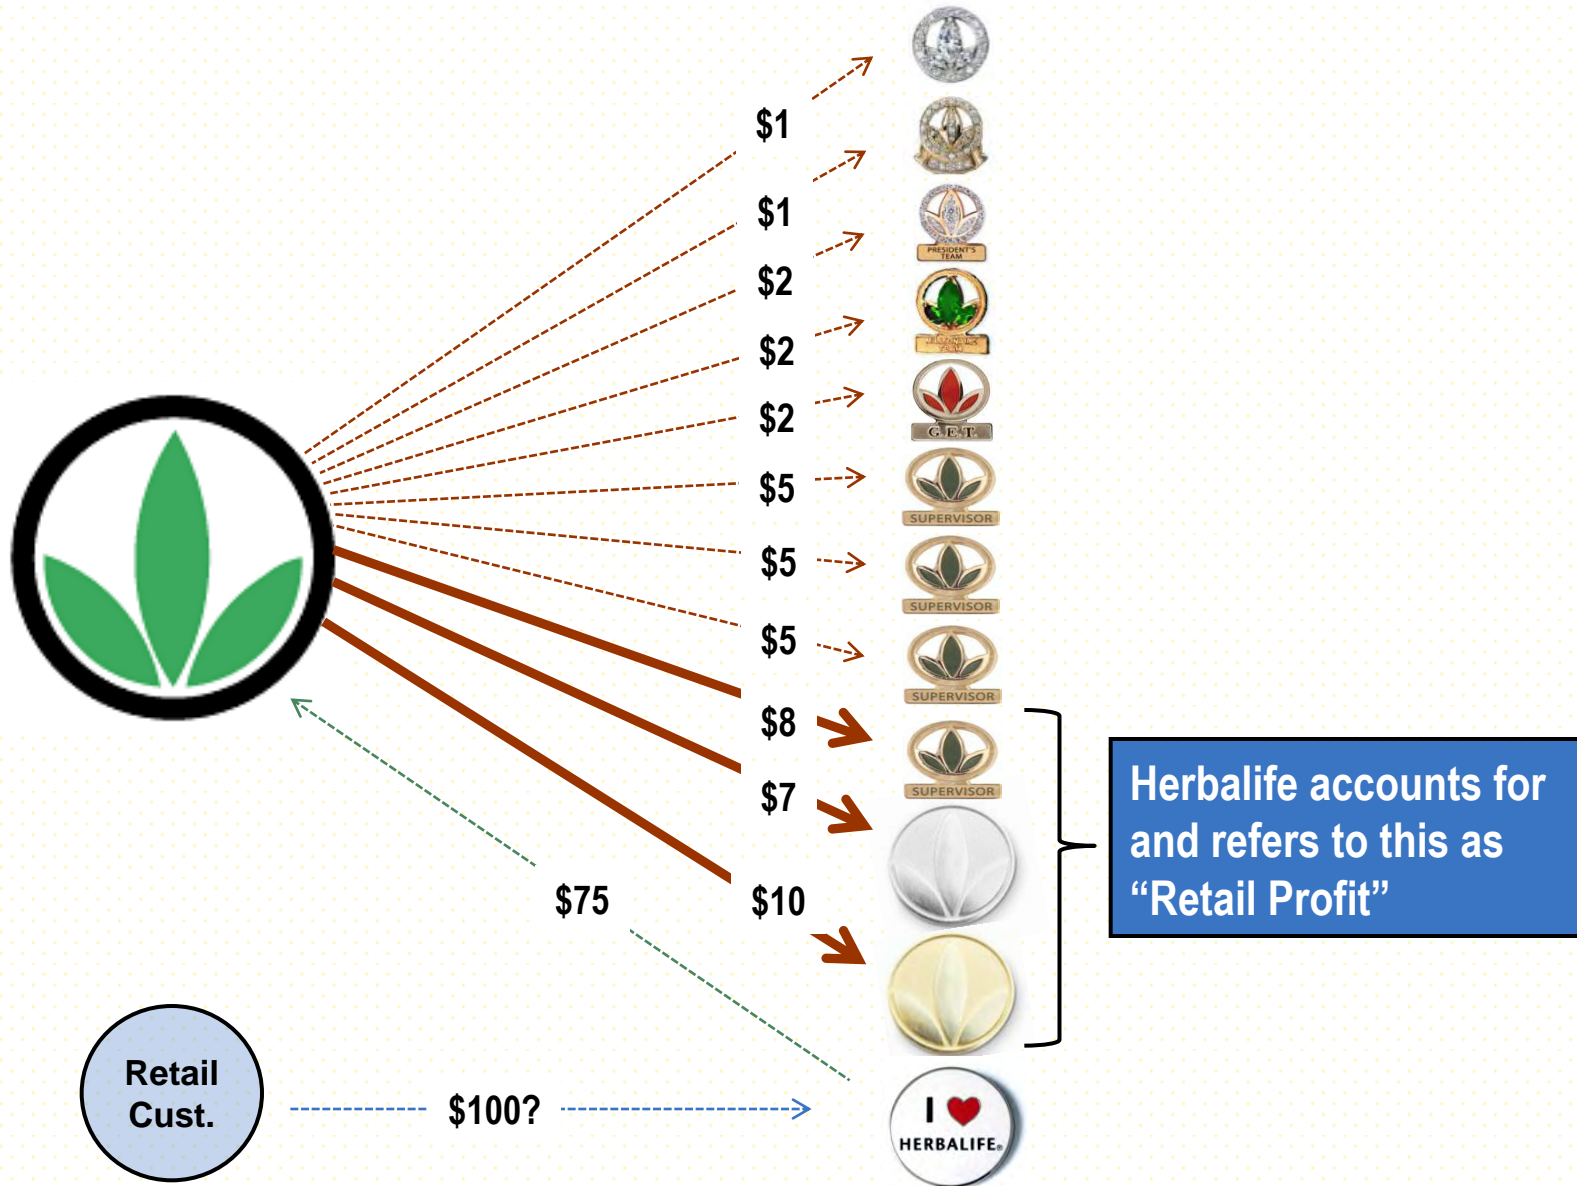 $1
$1
PRESIDENT'S
TEAM
$2
$2
$2
G.E.T.
$5
SUPERVISOR
$5
SUPERVISOR
$5
SUPERVISOR
$8
SUPERVISOR
$7
Herbalife accounts for
and refers to this as
“Retail Profit”
$75
$10
Retail
Cust.
$100?
I ❤
HERBALIFE®